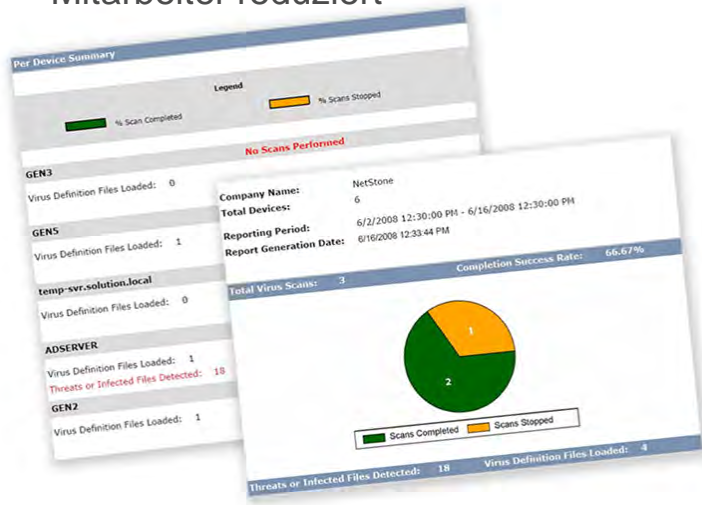 Mitarbeiter reduziert
Per Device Summary
Legend
% Scan Completed
% Scans Stopped
No Scans Performed
GEN3
Virus Definition Files Loaded: 0
GEN5
Virus Definition Files Loaded: 1
temp-svr.solution.local
Virus Definition Files Loaded: 0
ADSERVER
Virus Definition Files Loaded: 1
Threats or Infected Files Detected: 18
GEN2
Virus Definition Files Loaded: 1
Company Name: NetStone
Total Devices: 6
Reporting Period: 6/2/2008 12:30:00 PM - 6/16/2008 12:30:00 PM
Report Generation Date: 6/16/2008 12:33:44 PM
Total Virus Scans: 3 Completion Success Rate: 66.67%
1
2
Scans Completed Scans Stopped
Threats or Infected Files Detected: 18 Virus Definition Files Loaded: 4